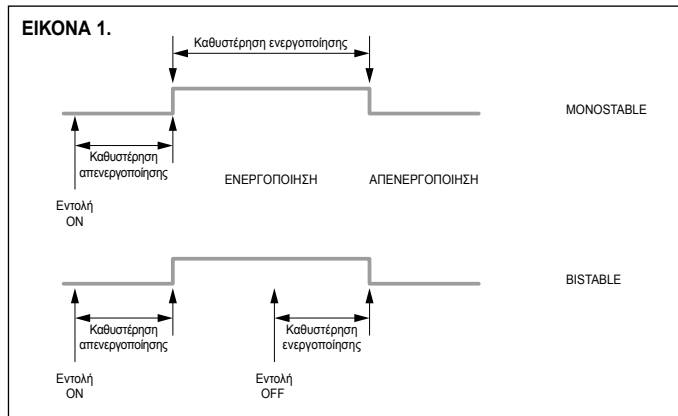 ΕΙΚΟΝΑ 1.
Καθυστέρηση ενεργοποίησης
MONOSTABLE
Καθυστέρηση
απενεργοποίησης
ΕΝΕΡΓΟΠΟΙΗΣΗ
ΑΠΕΝΕΡΓΟΠΟΙΗΣΗ
Εντολή
ON
BISTABLE
Καθυστέρηση
απενεργοποίησης
Καθυστέρηση
ενεργοποίησης
Εντολή
ON
Εντολή
OFF